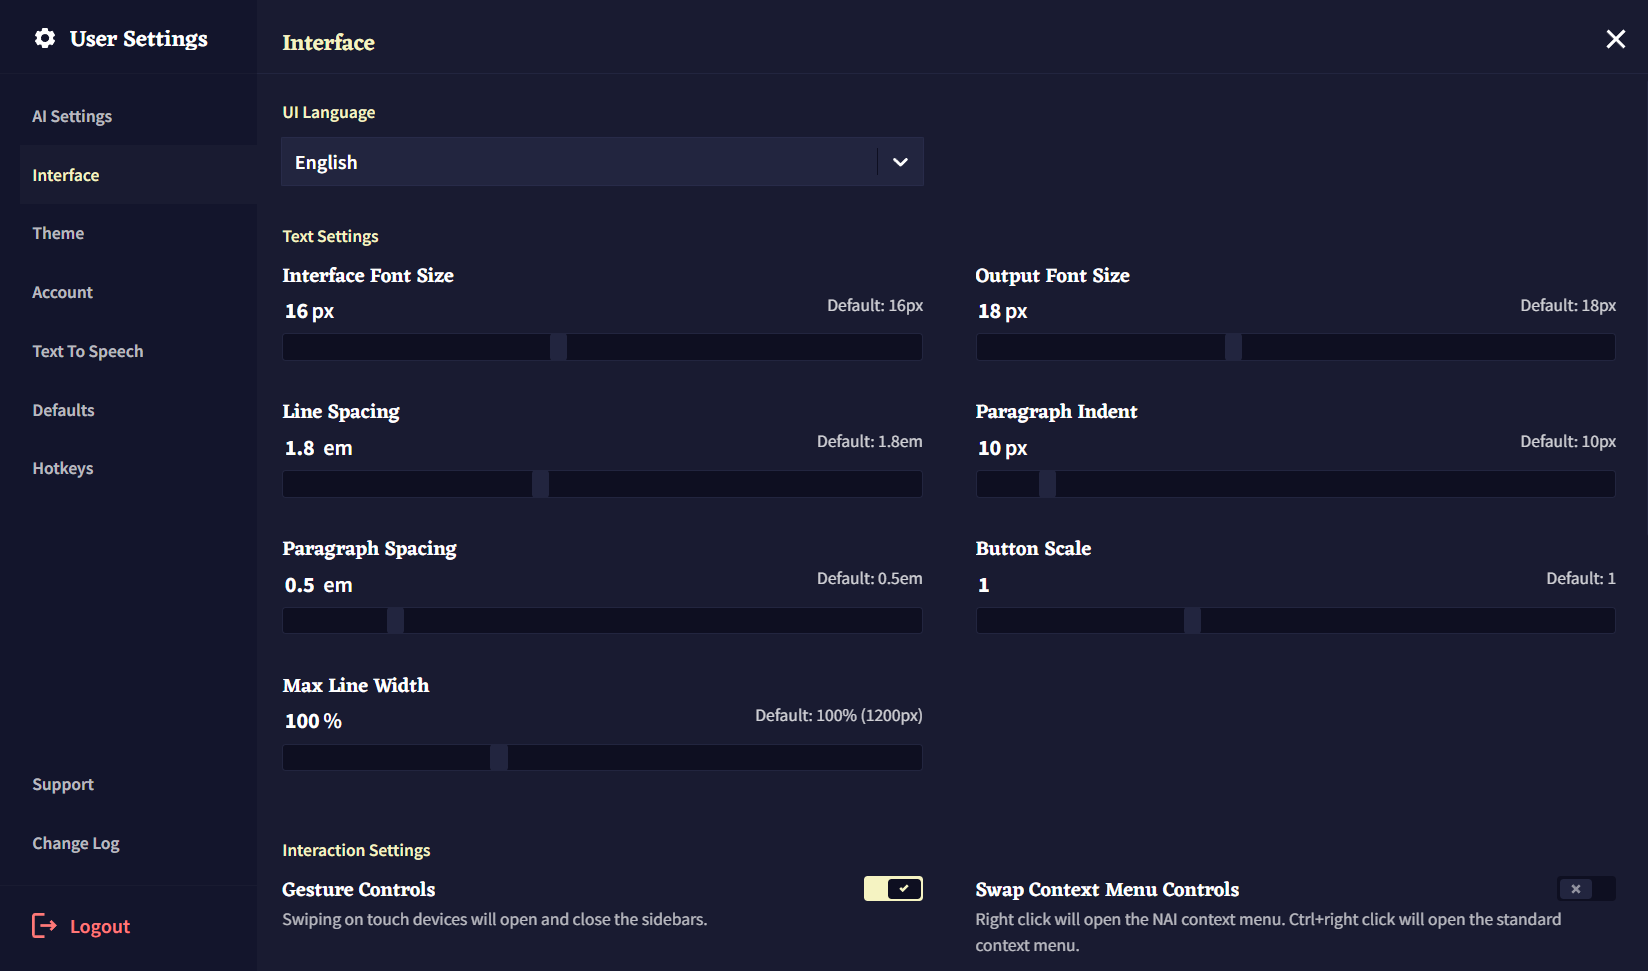 User Settings
AI Settings
Interface
Theme
Account
Text To Speech
Defaults
Hotkeys
Support
Change Log
Logout
Interface
UI Language
English
Text Settings
Interface Font Size
16 px
Default: 16px
Output Font Size
18 px
Default: 18px
Line Spacing
1.8 em
Default: 1.8em
Paragraph Indent
10 px
Default: 10px
Paragraph Spacing
0.5 em
Default: 0.5em
Button Scale
1
Default: 1
Max Line Width
100 %
Default: 100% (1200px)
Interaction Settings
Gesture Controls
Swiping on touch devices will open and close the sidebars.
Swap Context Menu Controls
Right click will open the NAI context menu. Ctrl+right click will open the standard
context menu.